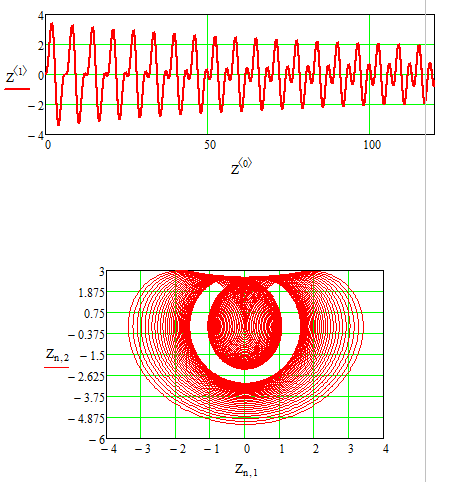 4
2
Z⟨1⟩ 0
− 2
− 4
0 50 100
Z⟨0⟩
3
1.875
0.75
− 0.375
Zn,2 − 1.5
− 2.625
− 3.75
− 4.875
− 6
− 4 − 3 − 2 − 1 0 1 2 3 4
Zn,1